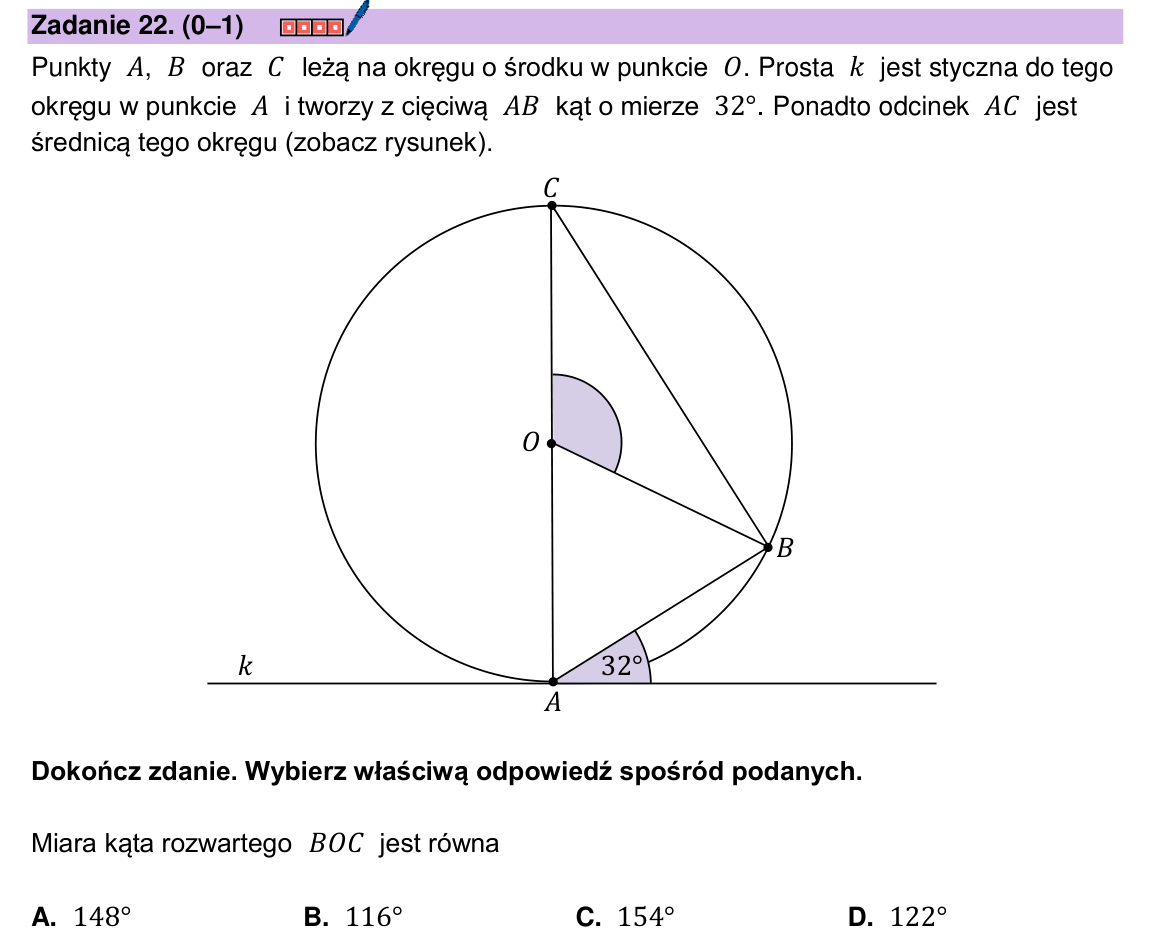 Zadanie 22. (0–1)
Punkty A, B oraz C leżą na okręgu o środku w punkcie O. Prosta k jest styczna do tego
okręgu w punkcie A i tworzy z cięciwą AB kąt o mierze 32°. Ponadto odcinek AC jest
średnicą tego okręgu (zobacz rysunek).
C
O
B
k
32°
A
Dokończ zdanie. Wybierz właściwą odpowiedź spośród podanych.
Miara kąta rozwartego BOC jest równa
A. 148° B. 116° C. 154° D. 122°